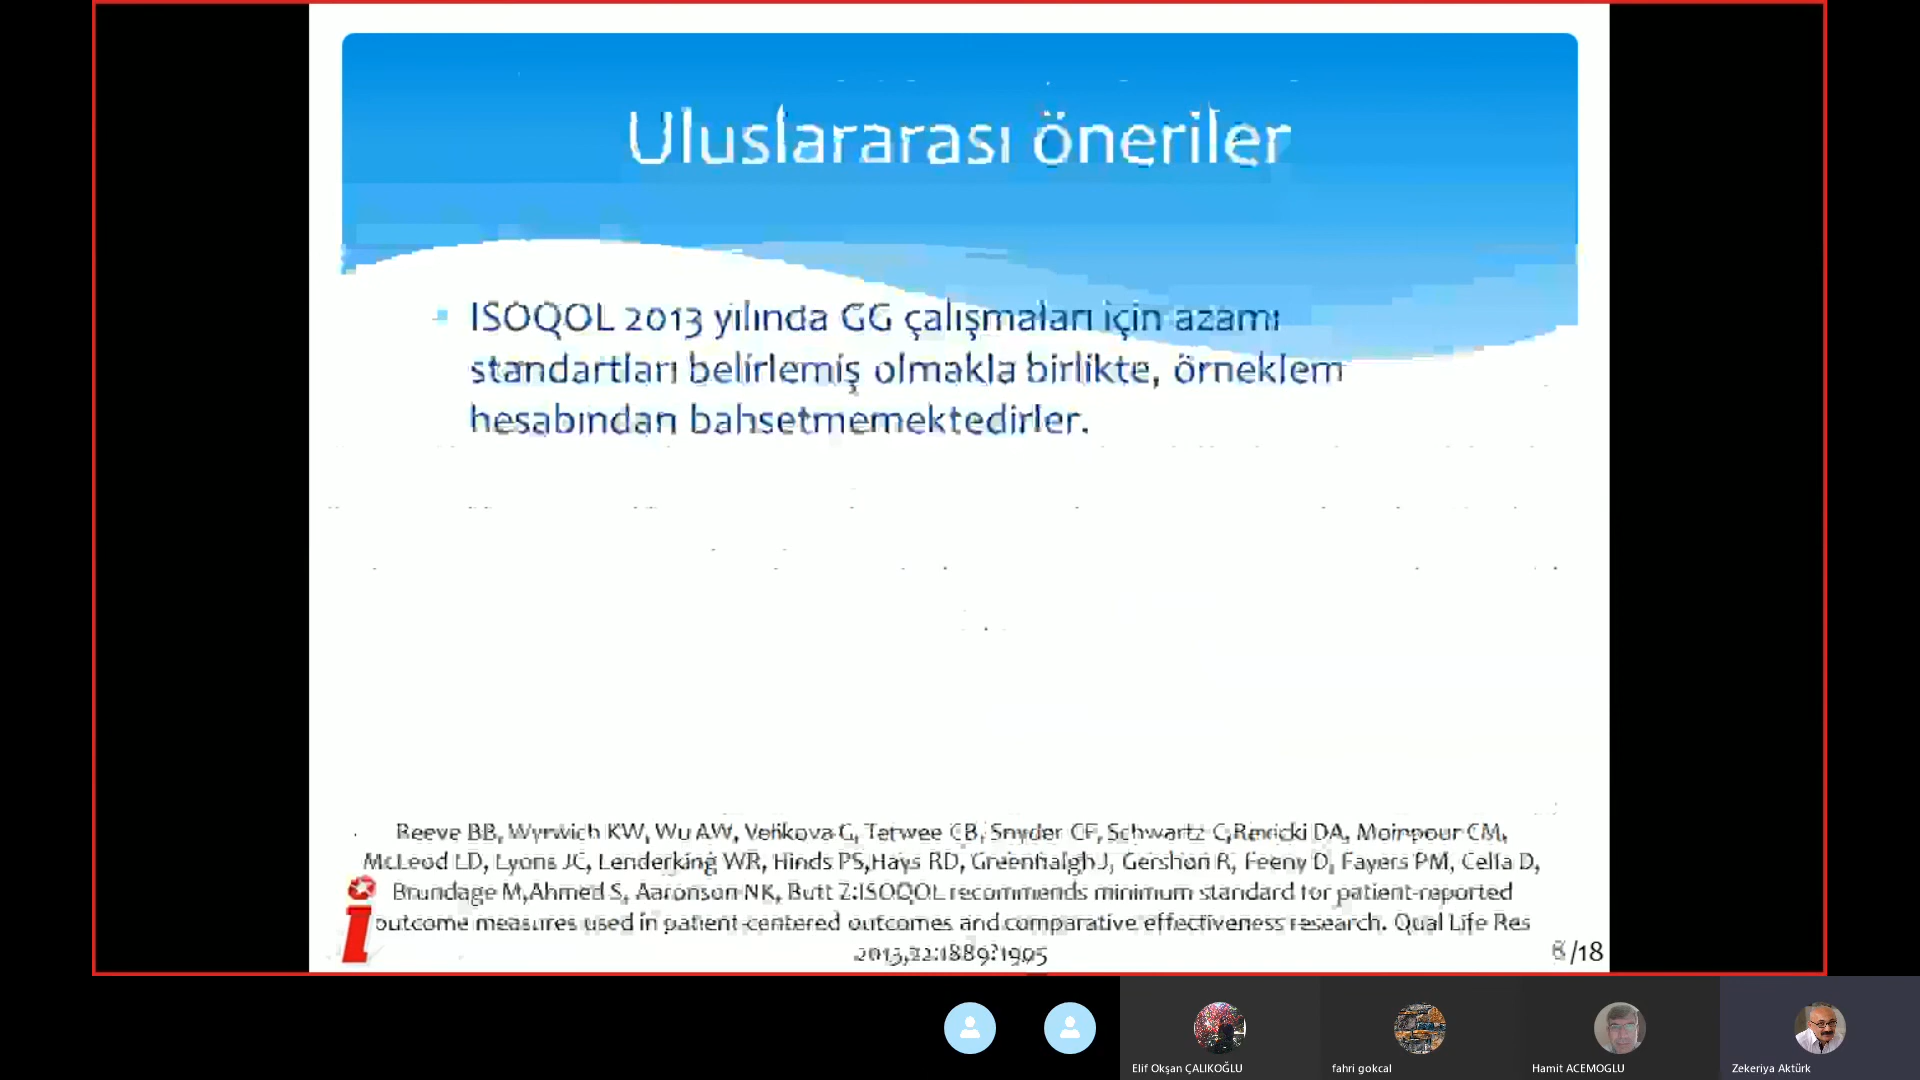 Uluslararası öneriler
ISOQOL 2013 yılında GG çalışmaları için azami
standartları belirlemiş olmakla birlikte, örneklem
hesabından bahsetmemektedirler.
Reeve BB, Wyrwich KW, Wu AW, Velikova G, Terwee CB, Snyder CF, Schwartz C,Revicki DA, Moinpour CM,
McLeod LD, Lyons JC, Lenderking WR, Hinds PS,Hays RD, Greenhalgh J, Gershon R, Feeny D, Fayers PM, Cella D,
Brundage M,Ahmed S, Aaronson NK, Butt Z:ISOQOL recommends minimum standard for patient-reported
outcome measures used in patient-centered outcomes and comparative effectiveness research. Qual Life Res
2013,22:1889?1905
6/18
i
Elif Okşan ÇALIKOĞLU
fahri gokcal
Hamit ACEMOGLU
Zekeriya Aktürk